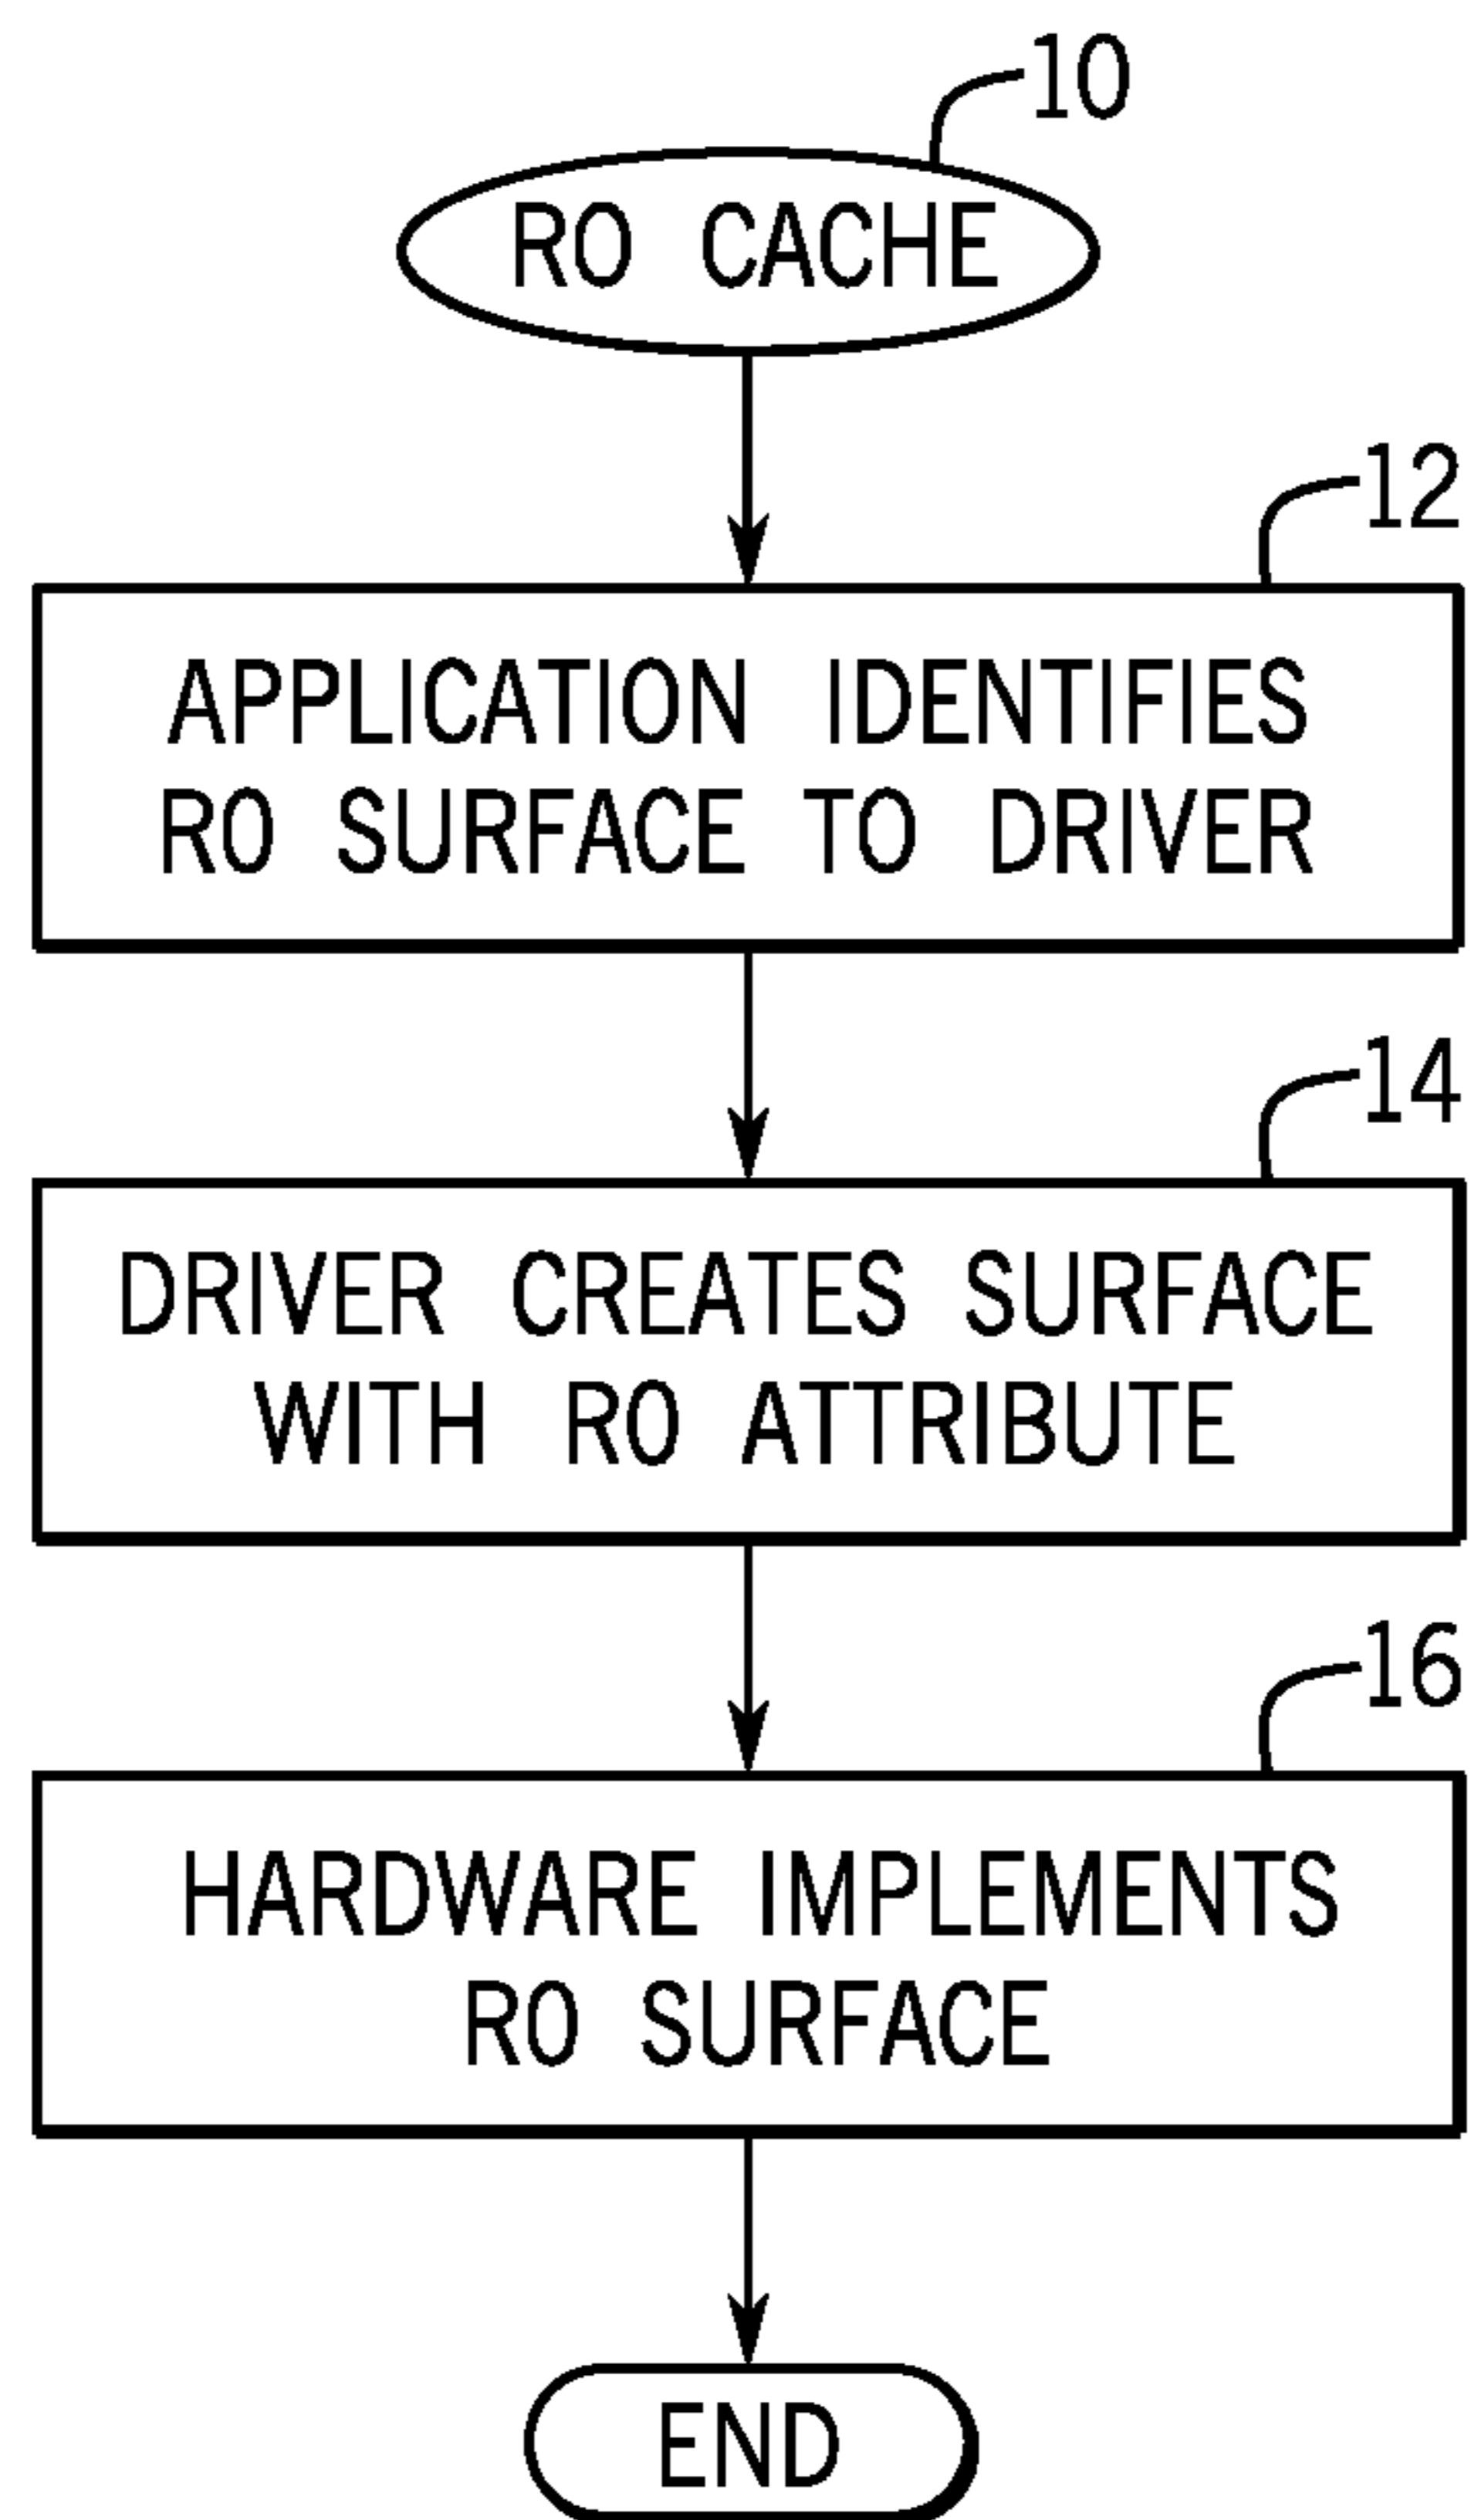 10
RO CACHE
12
APPLICATION IDENTIFIES
RO SURFACE TO DRIVER
14
DRIVER CREATES SURFACE
WITH RO ATTRIBUTE
16
HARDWARE IMPLEMENTS
RO SURFACE
END